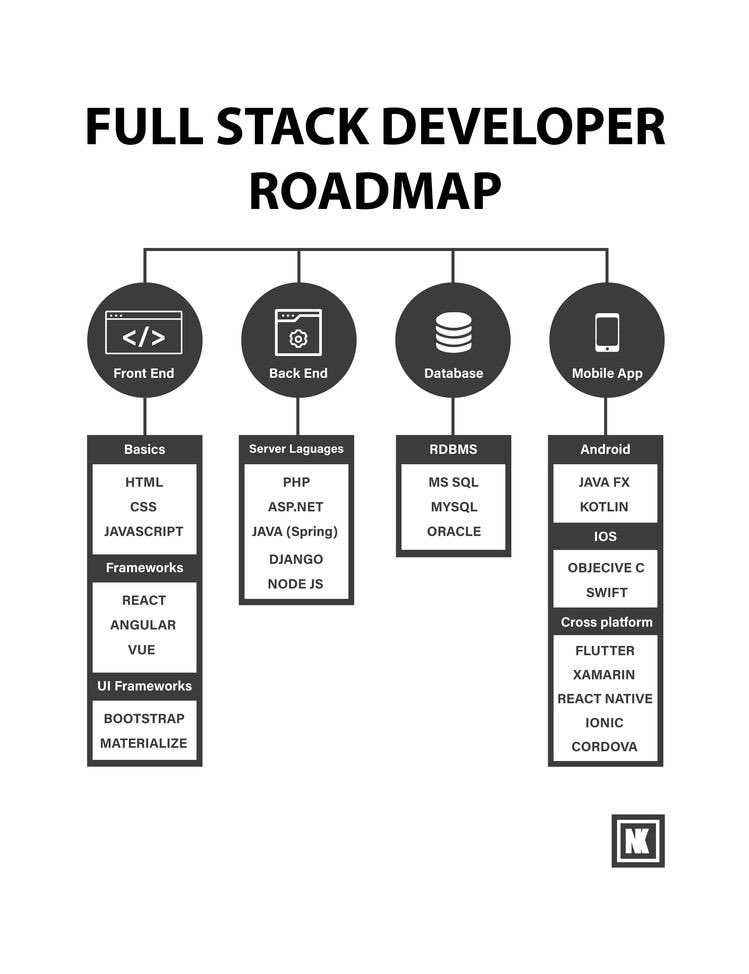 FULL STACK DEVELOPER
ROADMAP
</>
Front End
Back End
Database
Mobile App
Basics
HTML
CSS
JAVASCRIPT
Frameworks
REACT
ANGULAR
VUE
UI Frameworks
BOOTSTRAP
MATERIALIZE
Server Laguages
PHP
ASP.NET
JAVA (Spring)
DJANGO
NODE JS
RDBMS
MS SQL
MYSQL
ORACLE
Android
JAVA FX
KOTLIN
IOS
OBJECIVE C
SWIFT
Cross platform
FLUTTER
XAMARIN
REACT NATIVE
IONIC
CORDOVA
NK